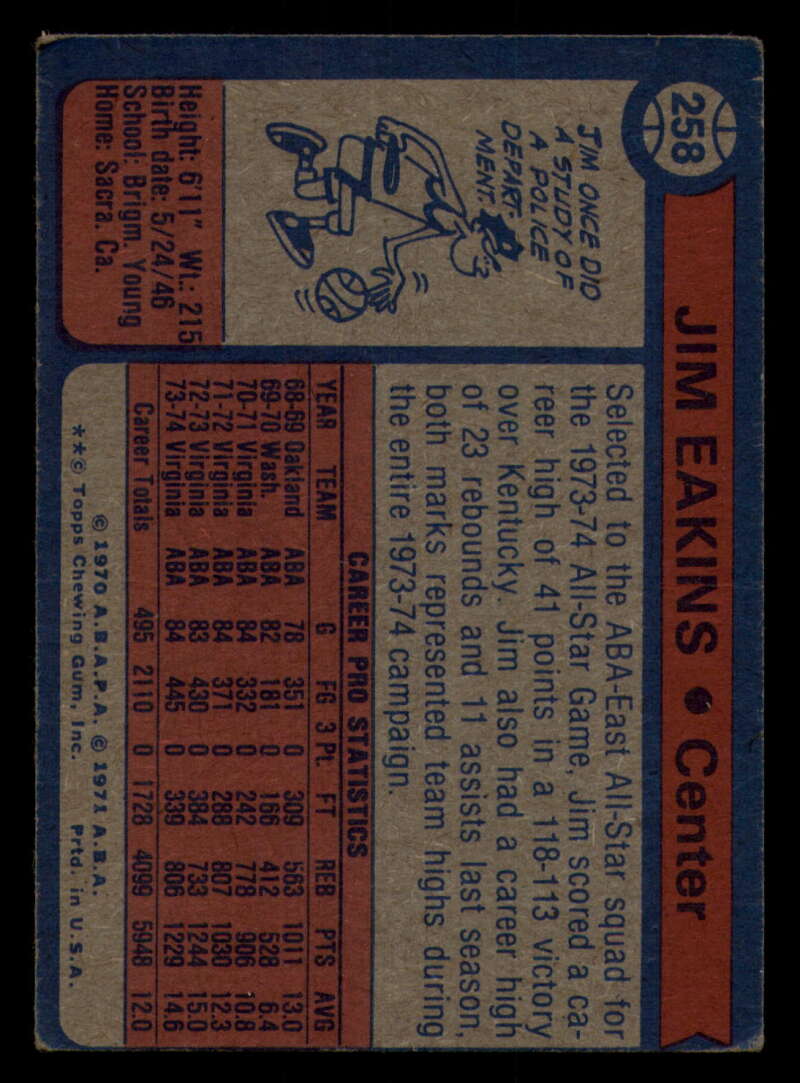 258
JIM EAKINS • Center
JIM ONCE DID
A STUDY OF
A POLICE
DEPART-
MENT.
Height: 6'11" Wt.: 215
Birth date: 5/24/46
School: Brigm. Young
Home: Sacra. Ca.
Selected to the ABA-East All-Star squad for
the 1973-74 All-Star Game, Jim scored a ca-
reer high of 41 points in a 118-113 victory
over Kentucky. Jim also had a career high
of 23 rebounds and 11 assists last season,
both marks represented team highs during
the entire 1973-74 campaign.
CAREER PRO STATISTICS
YEAR TEAM G FG 3 Pt. FT REB PTS AVG
68-69 Oakland ABA 78 351 0 309 563 1011 13.0
69-70 Wash. ABA 82 181 0 166 412 528 6.4
70-71 Virginia ABA 84 332 0 242 778 906 10.8
71-72 Virginia ABA 84 371 0 288 807 1030 12.3
72-73 Virginia ABA 83 430 0 384 733 1244 15.0
73-74 Virginia ABA 84 445 0 339 806 1229 14.6
Career Totals 495 2110 0 1728 4099 5948 12.0
© 1970 A.B.A.P.A. © 1971 A.B.A.
**© Topps Chewing Gum, Inc. Prtd. in U.S.A.